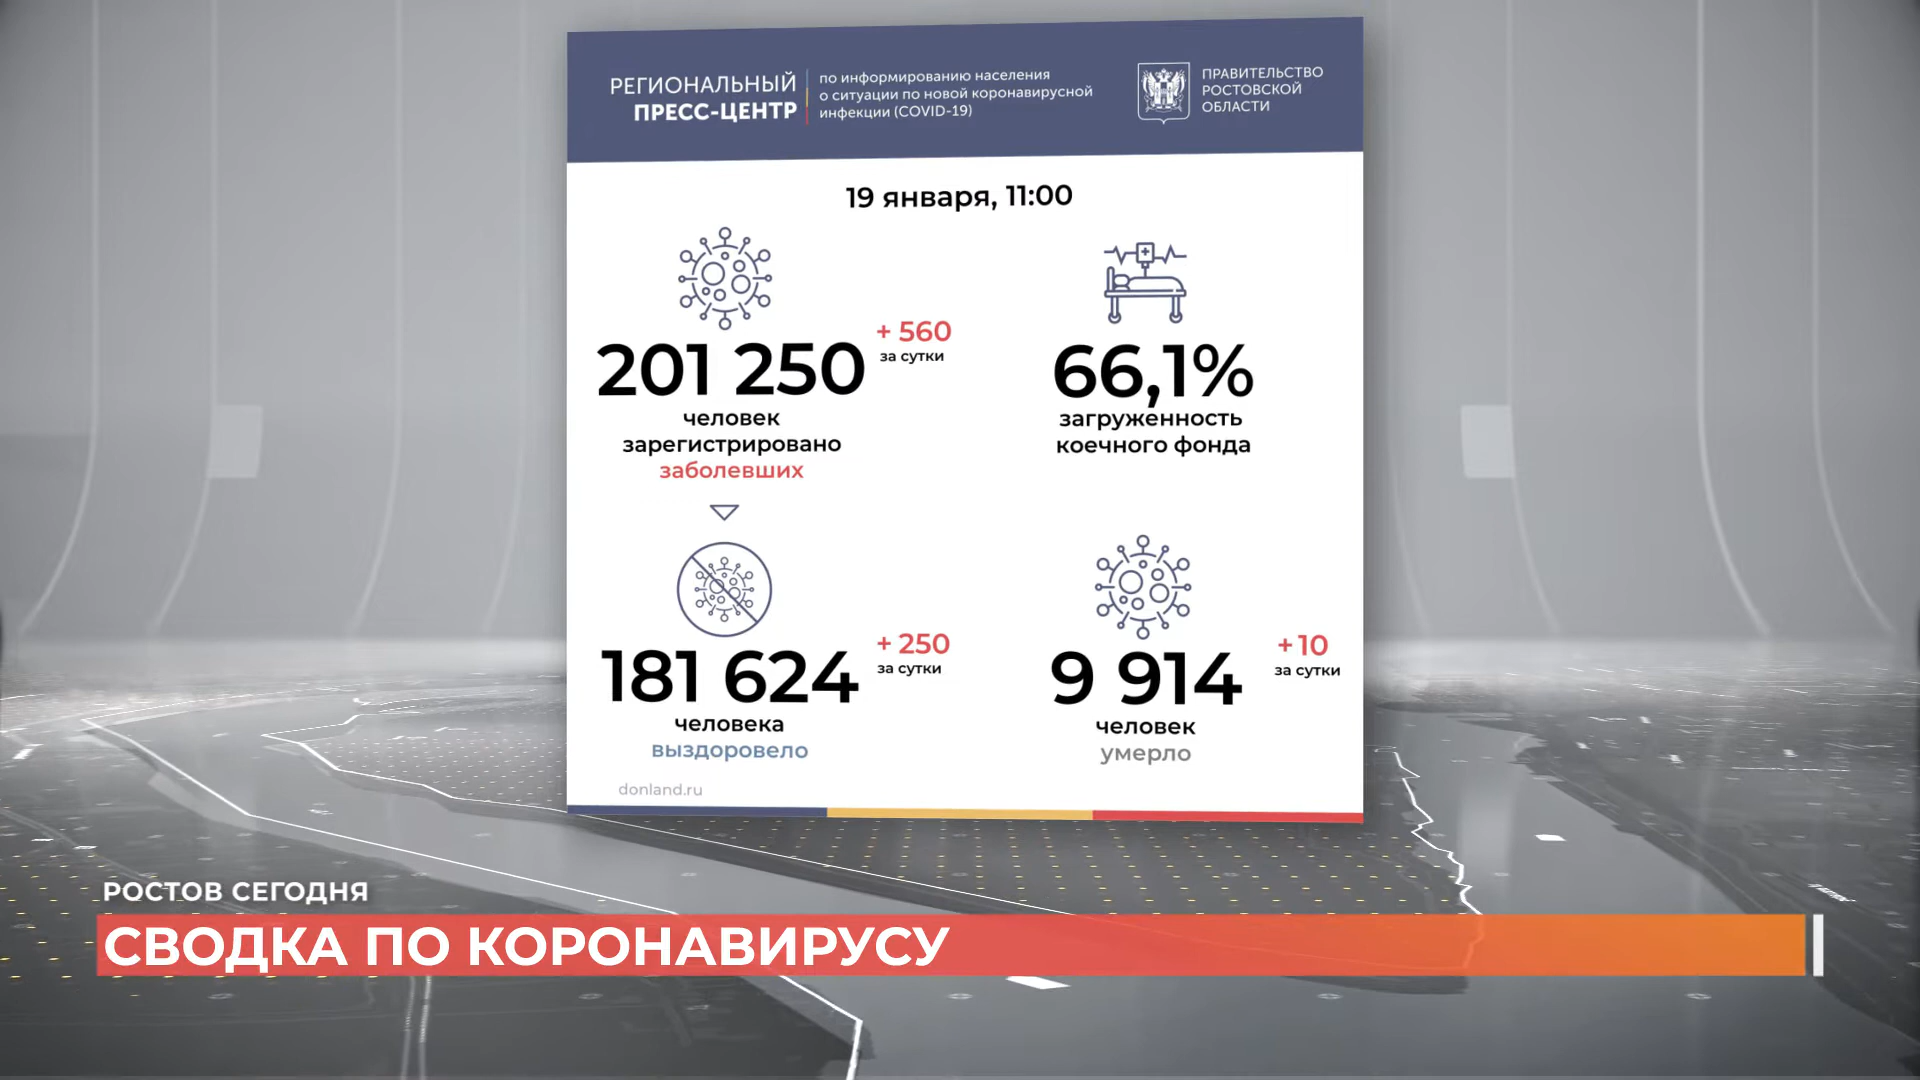 РЕГИОНАЛЬНЫЙ
ПРЕСС-ЦЕНТР
по информированию населения
о ситуации по новой коронавирусной
инфекции (COVID-19)
ПРАВИТЕЛЬСТВО
РОСТОВСКОЙ
ОБЛАСТИ
19 января, 11:00
201 250
+ 560
за сутки
человек
зарегистрировано
заболевших
66,1%
загруженность
коечного фонда
181 624
+ 250
за сутки
человека
выздоровело
9 914
+ 10
за сутки
человек
умерло
donland.ru
РОСТОВ СЕГОДНЯ
СВОДКА ПО КОРОНАВИРУСУ